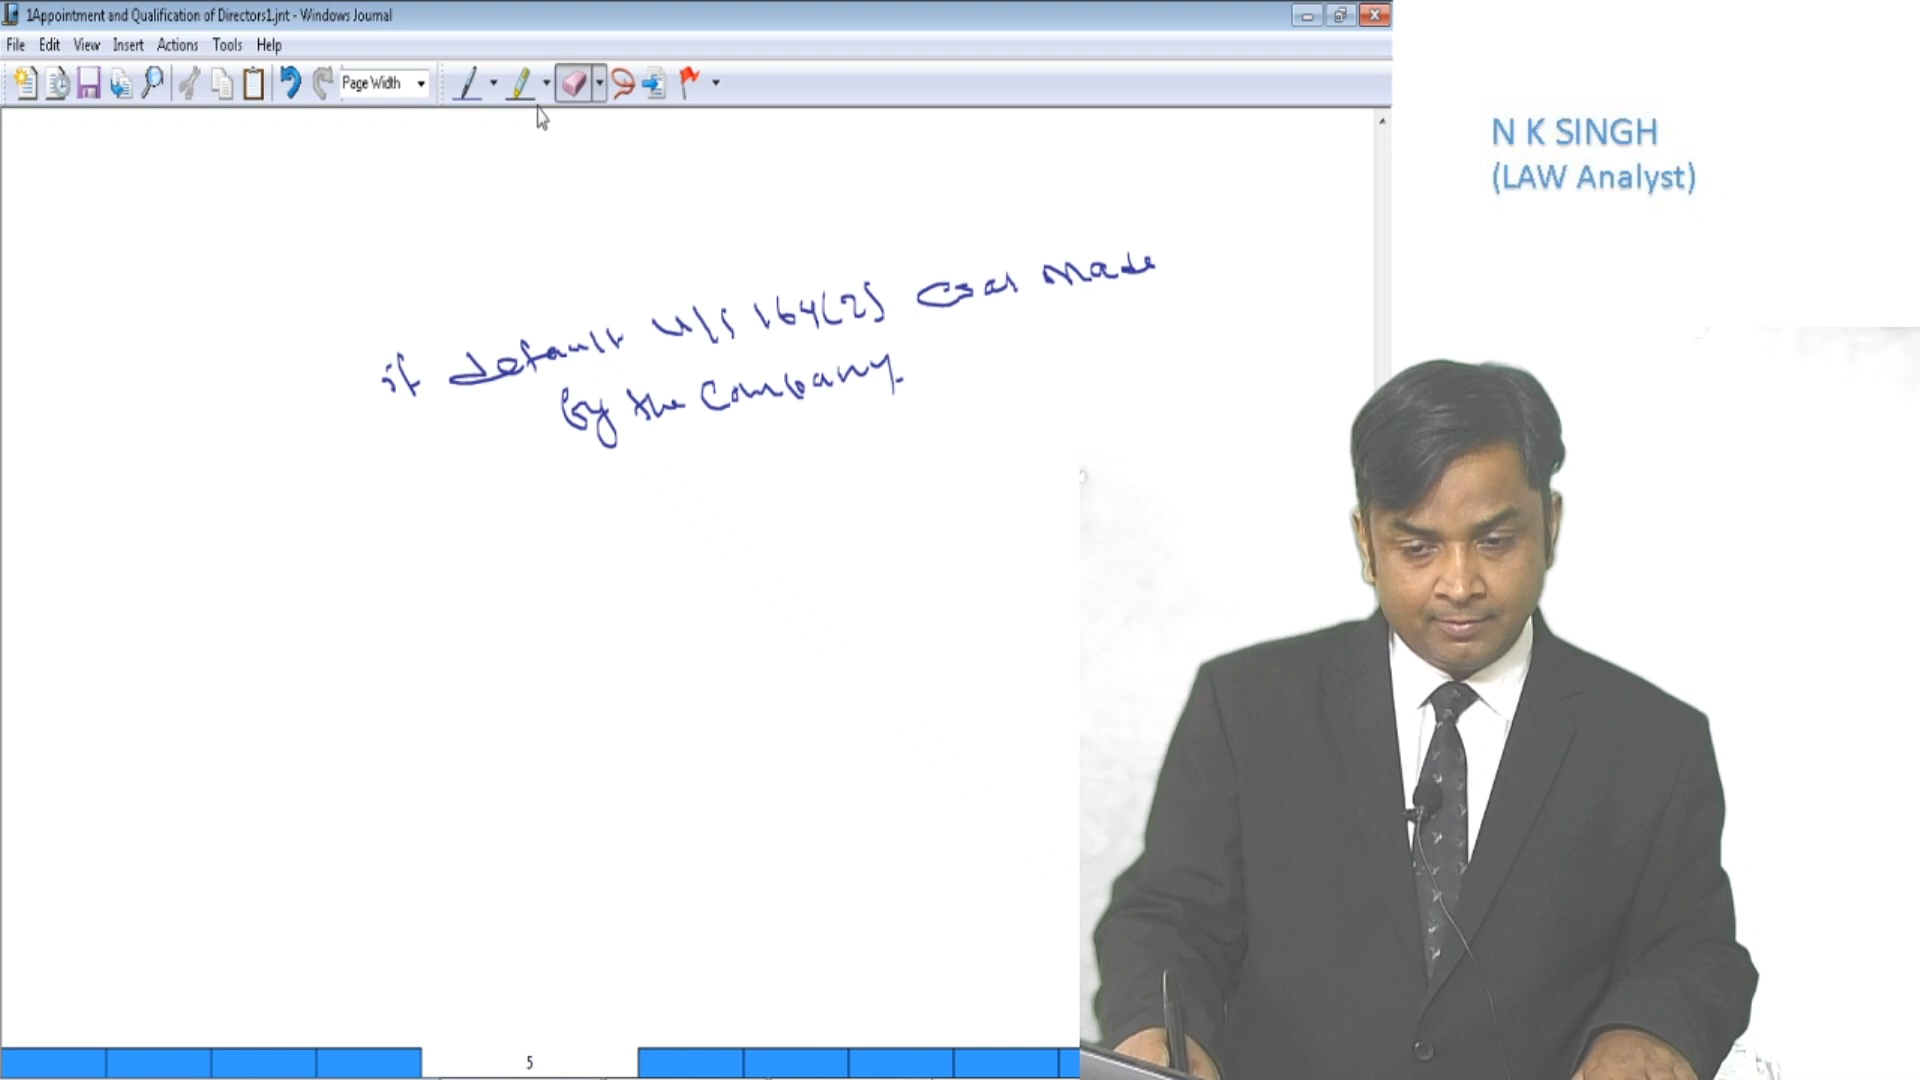 1Appointment and Qualification of Directors1.jnt - Windows Journal
File Edit View Insert Actions Tools Help
Page Width
N K SINGH
(LAW Analyst)
if default u/s 164(2) was made
by the Company.
5